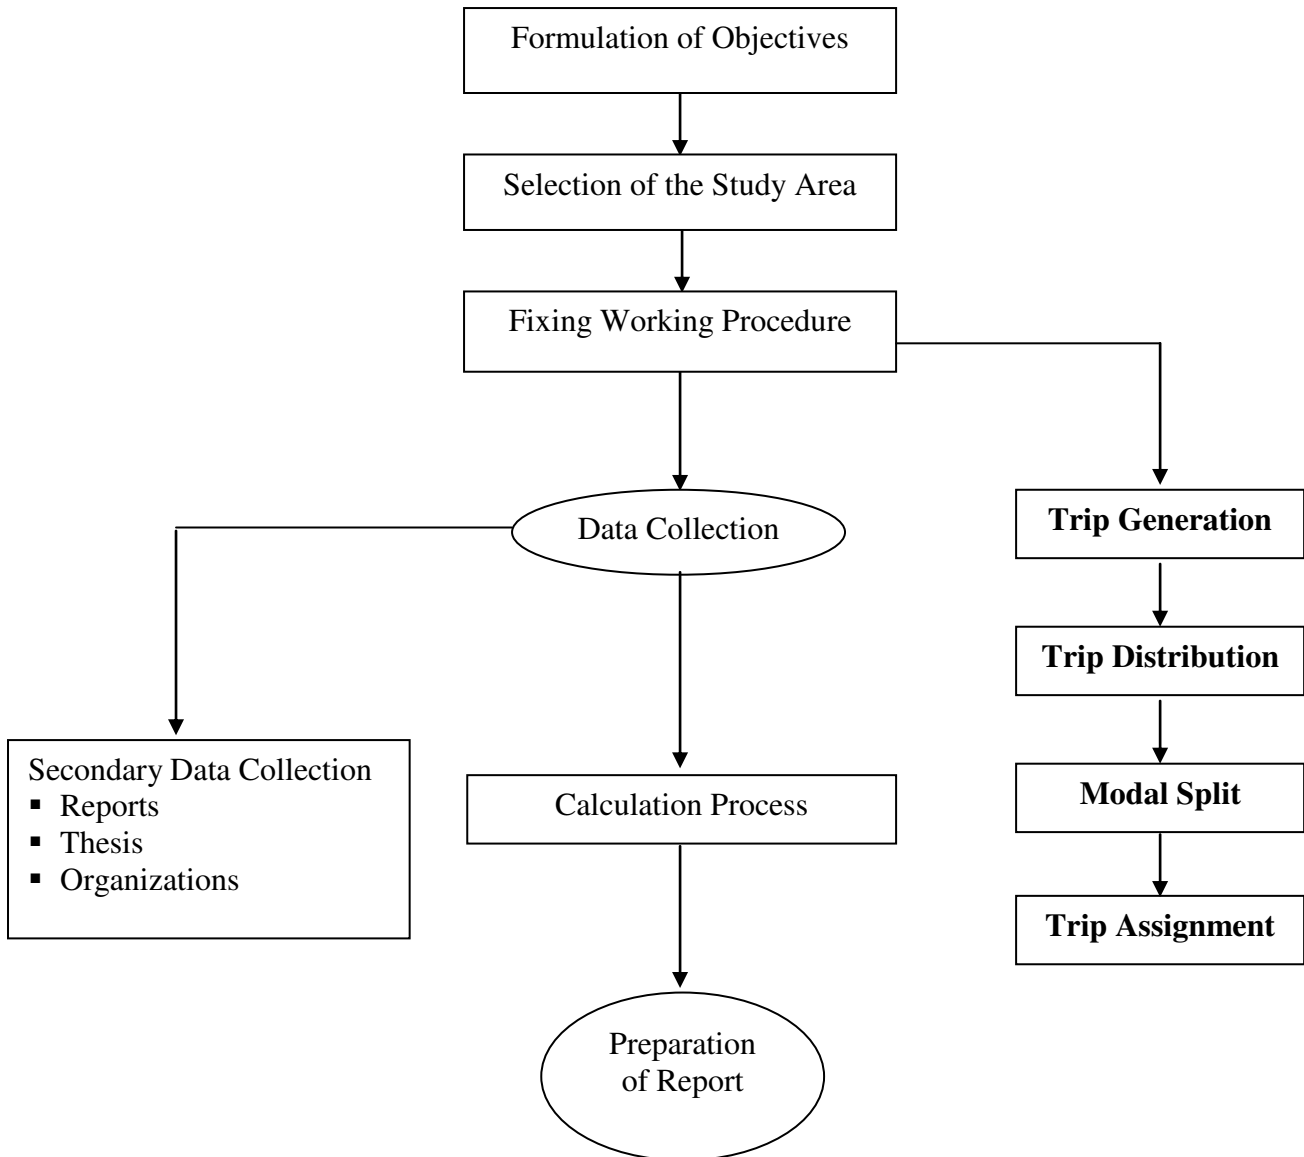 Formulation of Objectives
Selection of the Study Area
Fixing Working Procedure
Data Collection
Trip Generation
Trip Distribution
Secondary Data Collection
▪ Reports
▪ Thesis
▪ Organizations
Calculation Process
Modal Split
Trip Assignment
Preparation
of Report